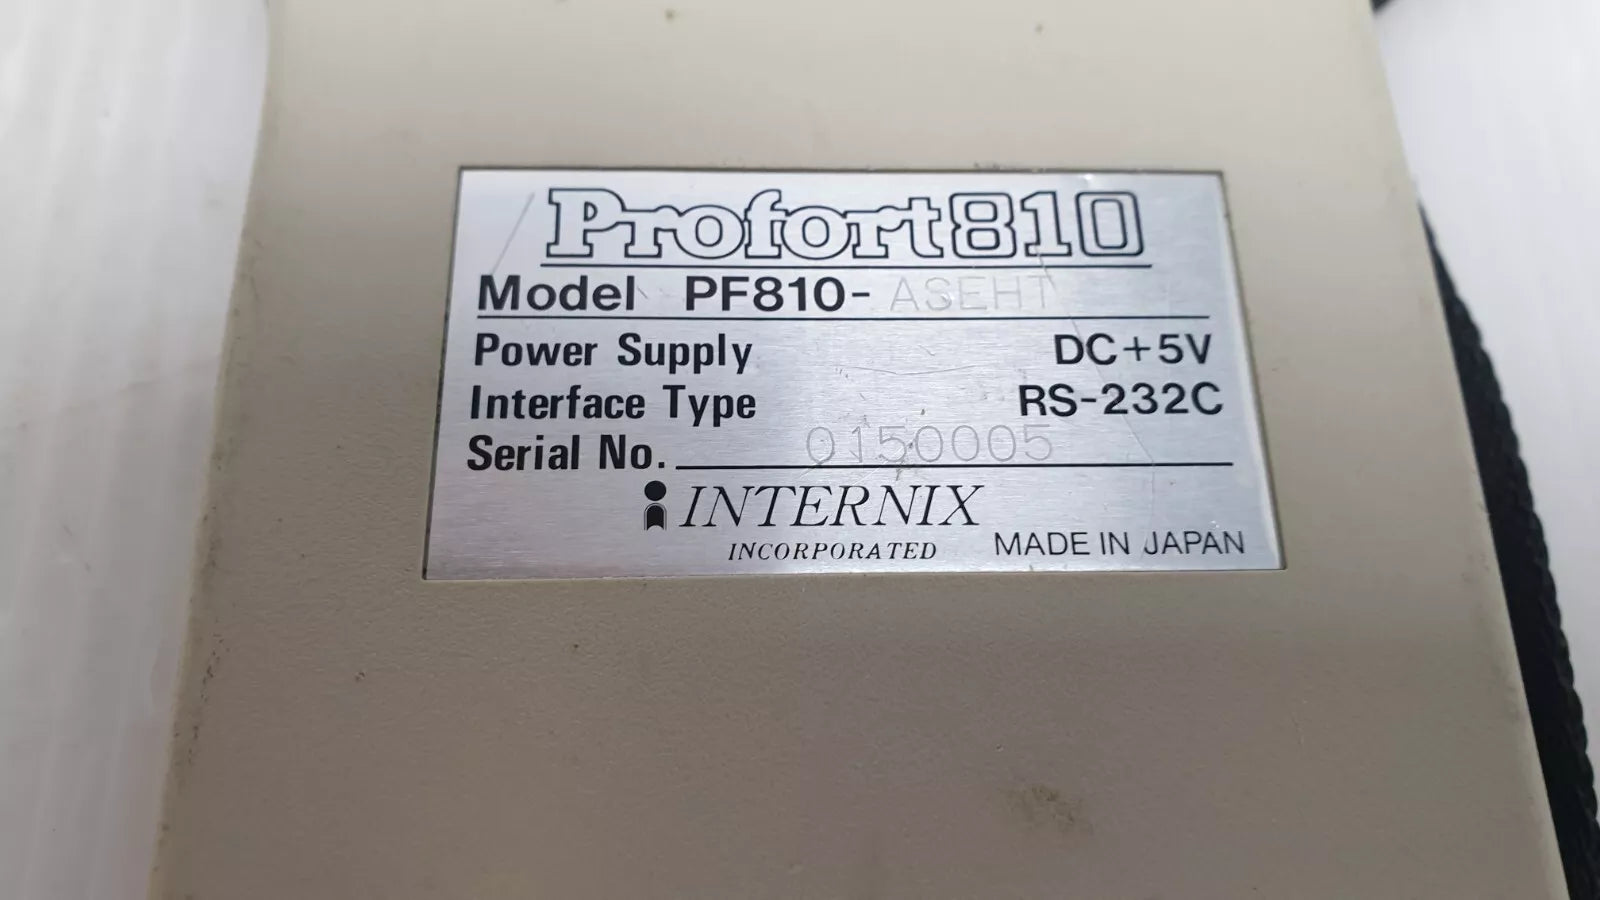 Profort810
Model PF810-ASEHT
Power Supply DC+5V
Interface Type RS-232C
Serial No. 0150005
INTERNIX
INCORPORATED MADE IN JAPAN